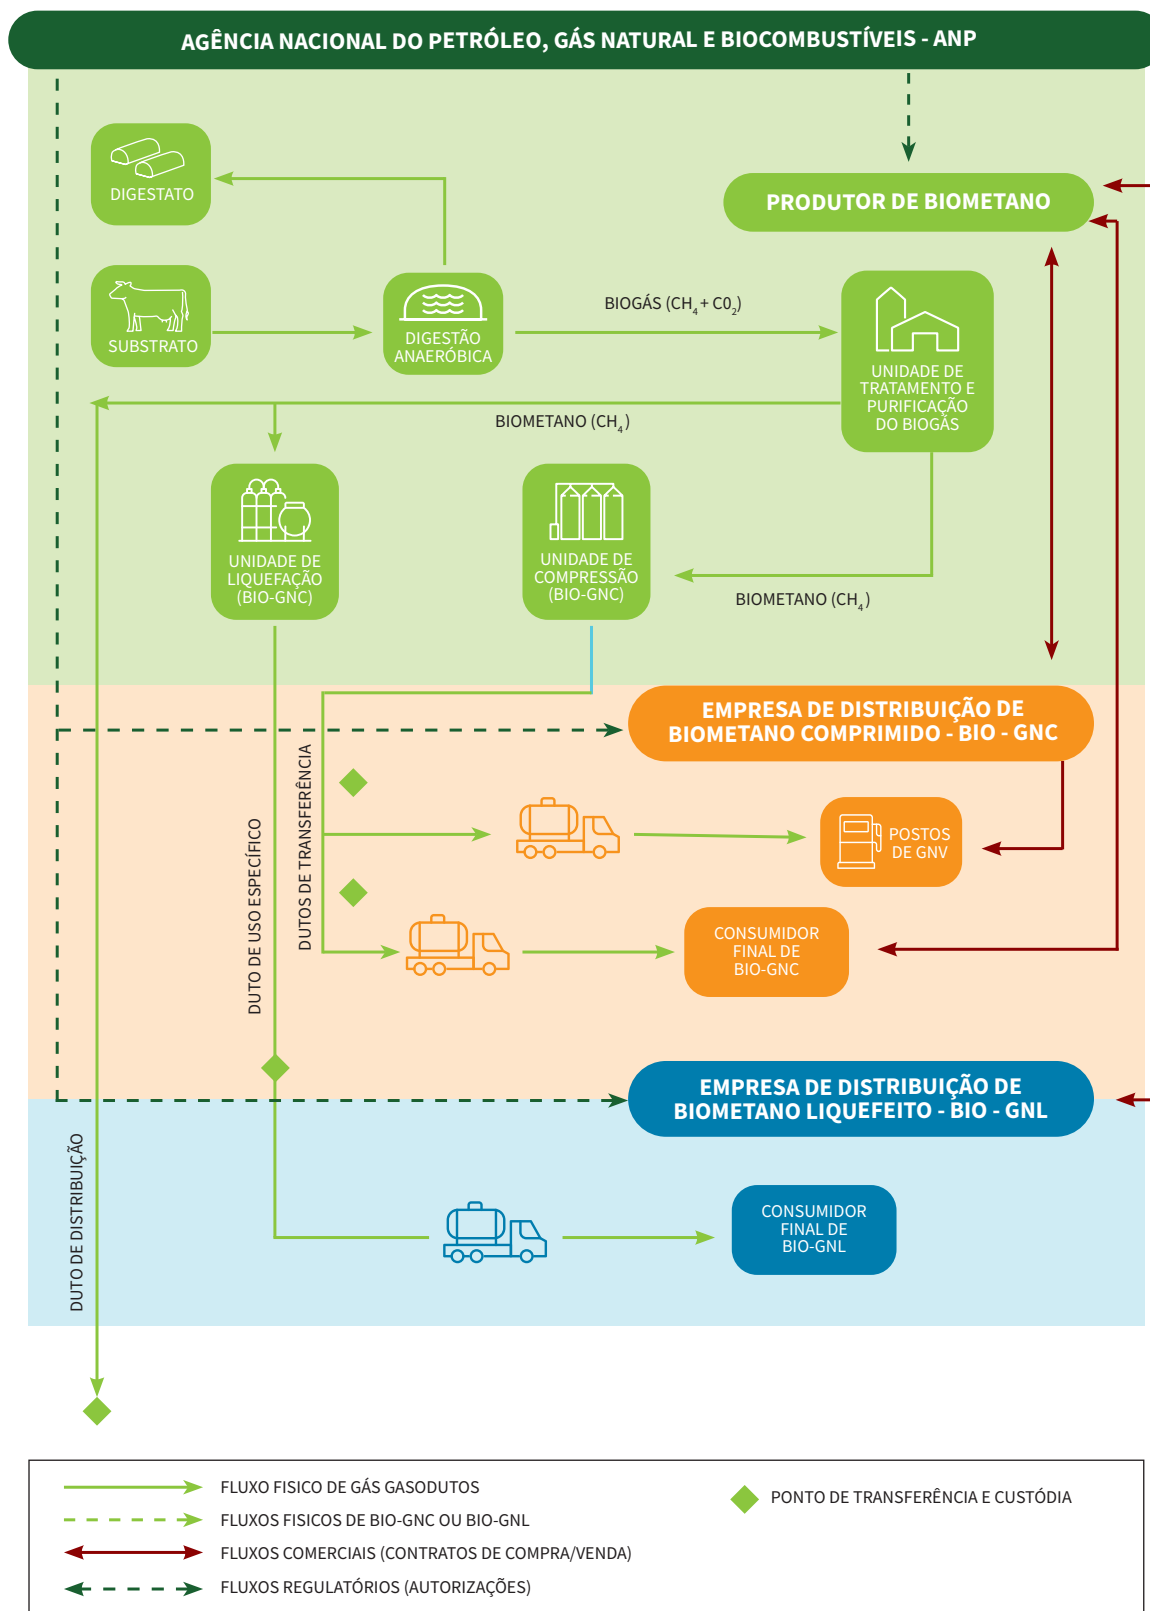 AGÊNCIA NACIONAL DO PETRÓLEO, GÁS NATURAL E BIOCOMBUSTÍVEIS - ANP
DIGESTATO
PRODUTOR DE BIOMETANO
SUBSTRATO
DIGESTÃO
ANAERÓBICA
BIOGÁS (CH₄ + C0₂)
UNIDADE DE
TRATAMENTO E
PURIFICAÇÃO
DO BIOGÁS
BIOMETANO (CH₄)
UNIDADE DE
LIQUEFAÇÃO
(BIO-GNC)
UNIDADE DE
COMPRESSÃO
(BIO-GNC)
BIOMETANO (CH₄)
EMPRESA DE DISTRIBUIÇÃO DE
BIOMETANO COMPRIMIDO - BIO - GNC
DUTOS DE TRANSFERÊNCIA
DUTO DE USO ESPECÍFICO
POSTOS
DE GNV
CONSUMIDOR
FINAL DE
BIO-GNC
EMPRESA DE DISTRIBUIÇÃO DE
BIOMETANO LIQUEFEITO - BIO - GNL
DUTO DE DISTRIBUIÇÃO
CONSUMIDOR
FINAL DE
BIO-GNL
FLUXO FISICO DE GÁS GASODUTOS
FLUXOS FISICOS DE BIO-GNC OU BIO-GNL
FLUXOS COMERCIAIS (CONTRATOS DE COMPRA/VENDA)
FLUXOS REGULATÓRIOS (AUTORIZAÇÕES)
PONTO DE TRANSFERÊNCIA E CUSTÓDIA